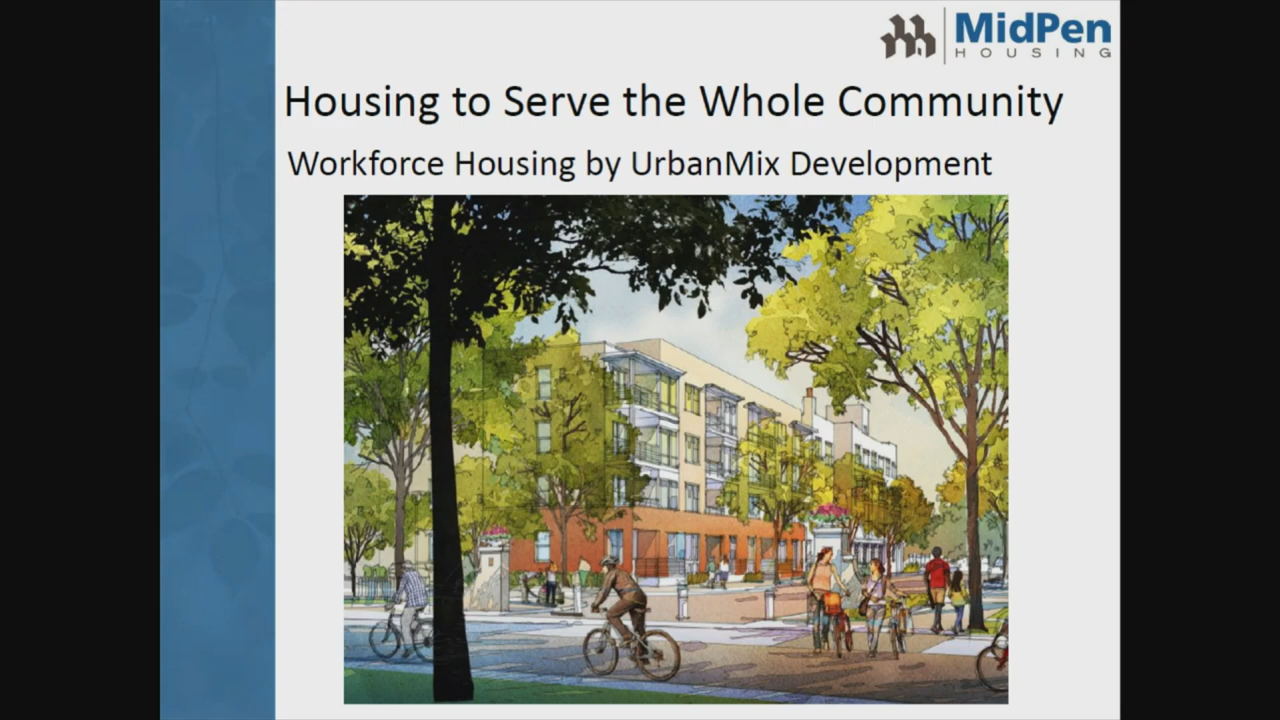 MidPen
HOUSING
Housing to Serve the Whole Community
Workforce Housing by UrbanMix Development